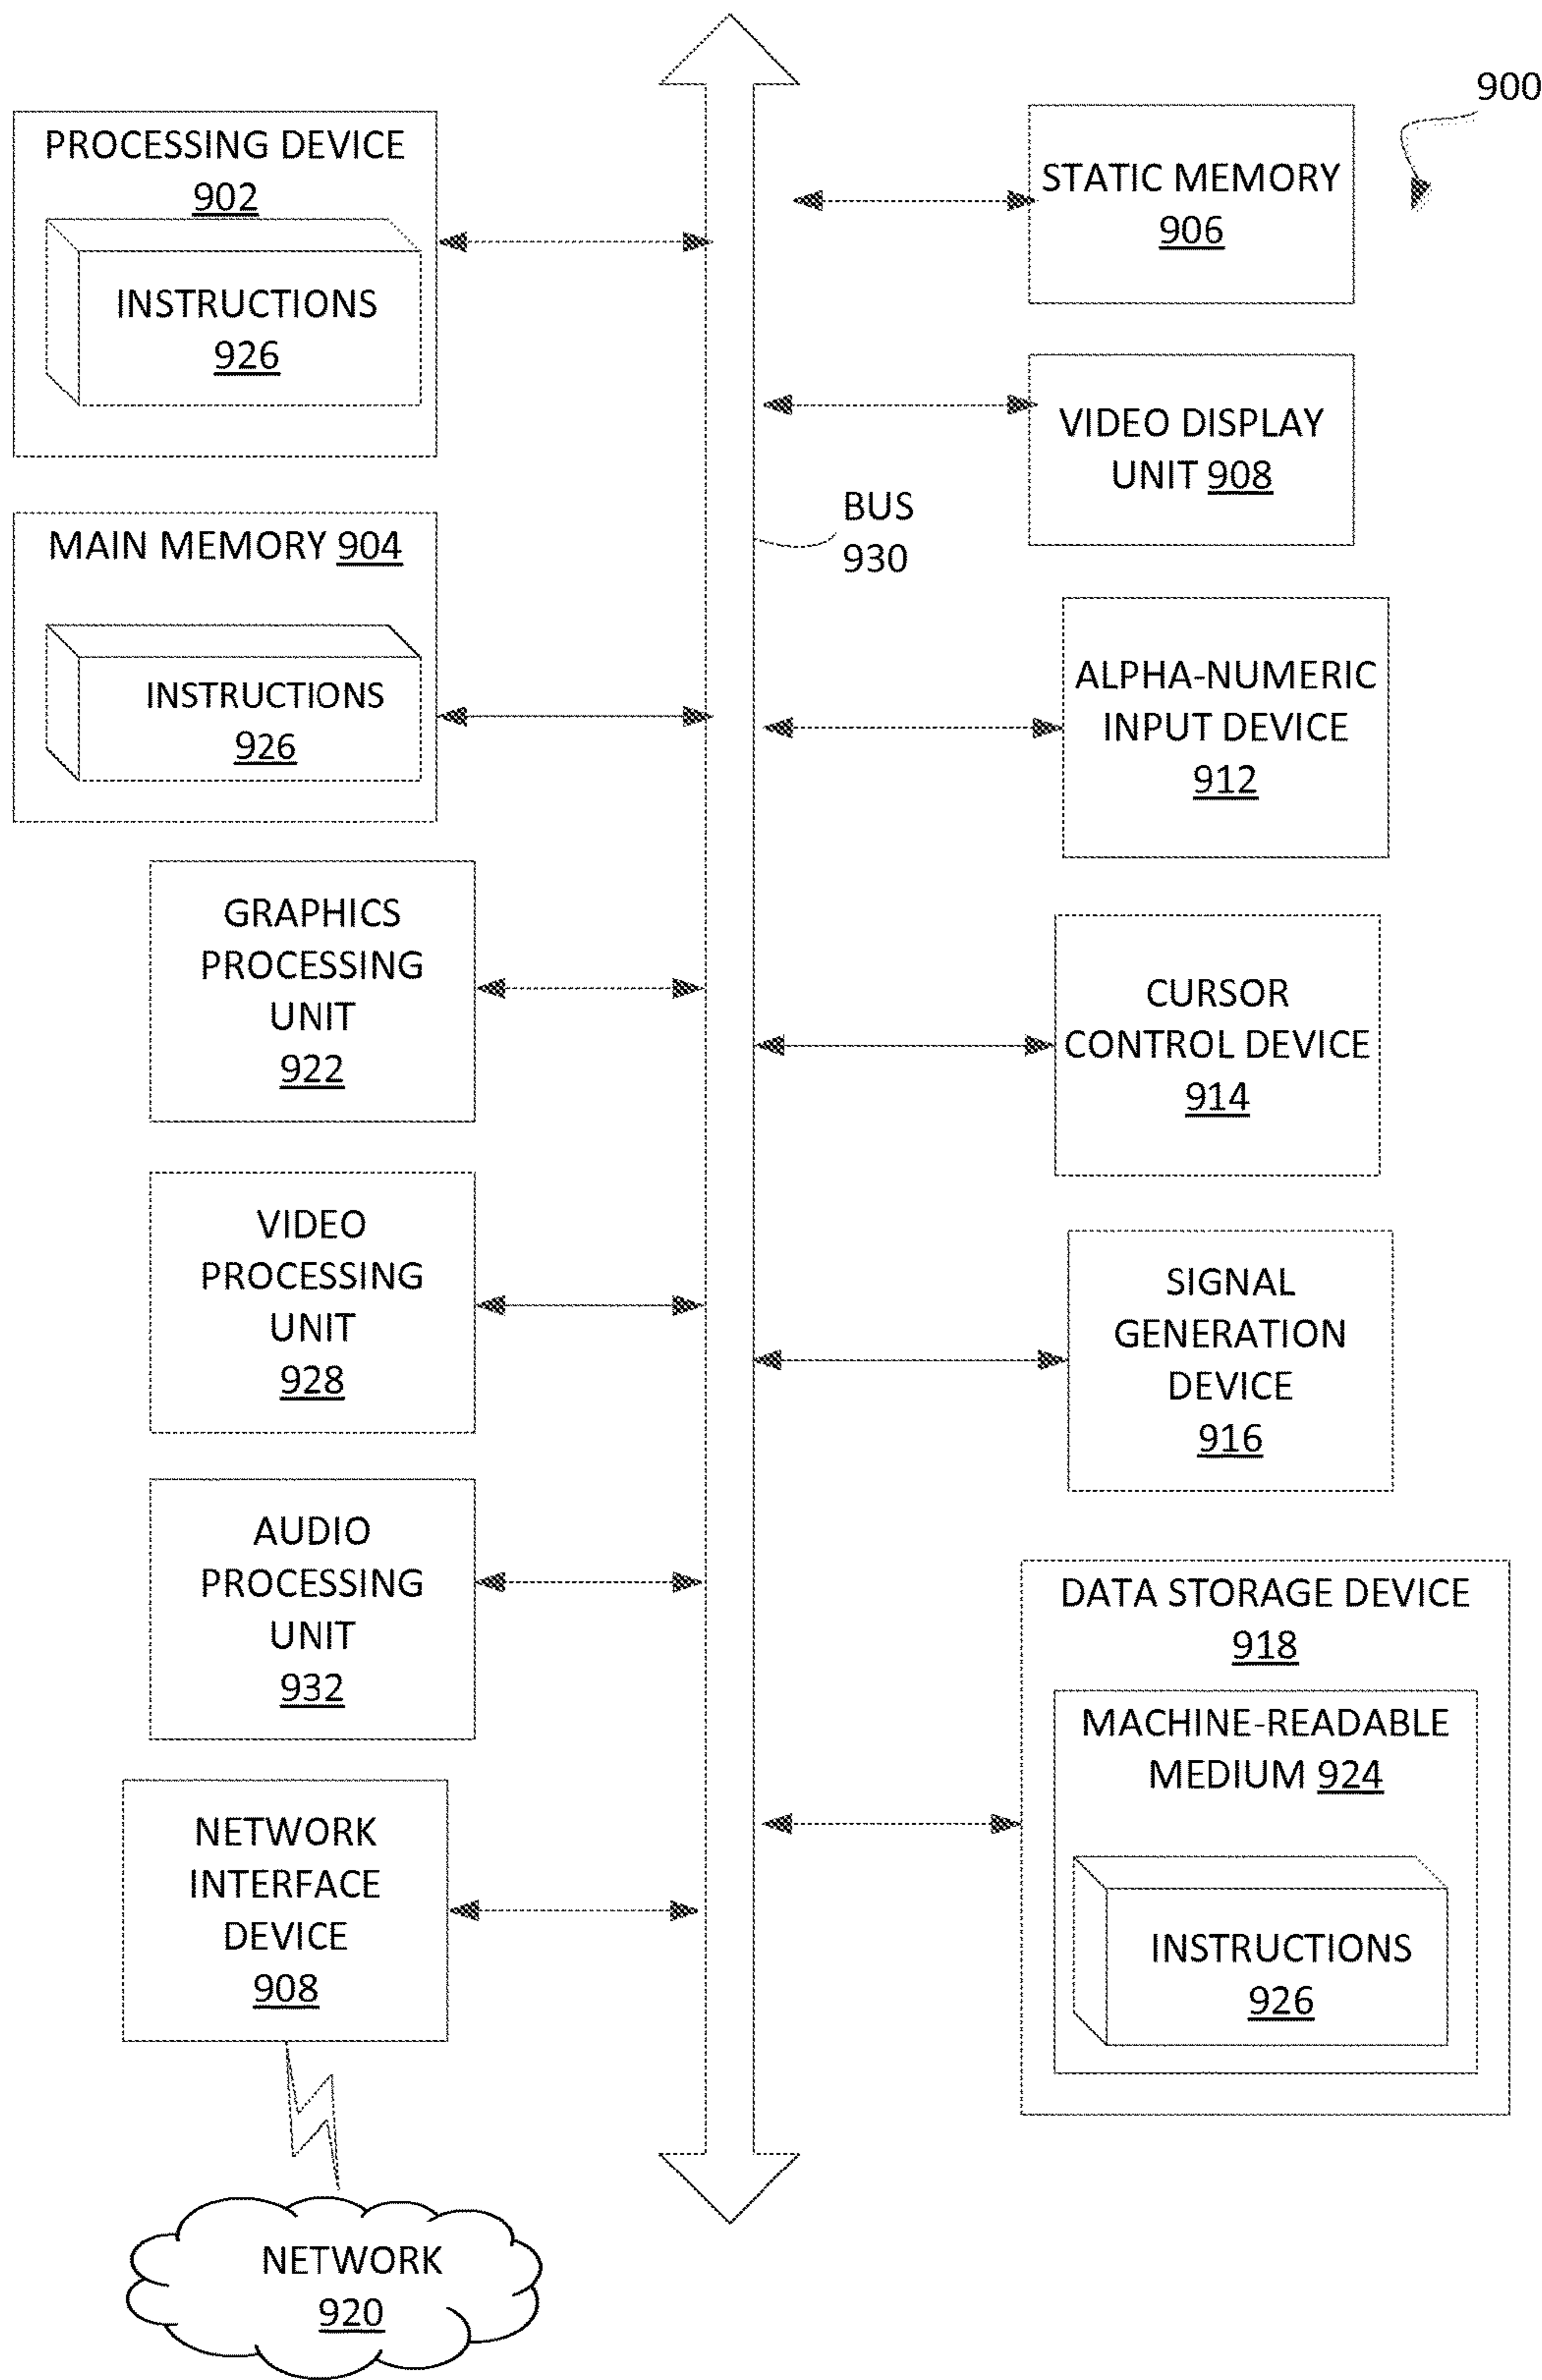 900
PROCESSING DEVICE
902
INSTRUCTIONS
926
MAIN MEMORY 904
INSTRUCTIONS
926
GRAPHICS
PROCESSING
UNIT
922
VIDEO
PROCESSING
UNIT
928
AUDIO
PROCESSING
UNIT
932
NETWORK
INTERFACE
DEVICE
908
NETWORK
920
BUS
930
STATIC MEMORY
906
VIDEO DISPLAY
UNIT 908
ALPHA-NUMERIC
INPUT DEVICE
912
CURSOR
CONTROL DEVICE
914
SIGNAL
GENERATION
DEVICE
916
DATA STORAGE DEVICE
918
MACHINE-READABLE
MEDIUM 924
INSTRUCTIONS
926